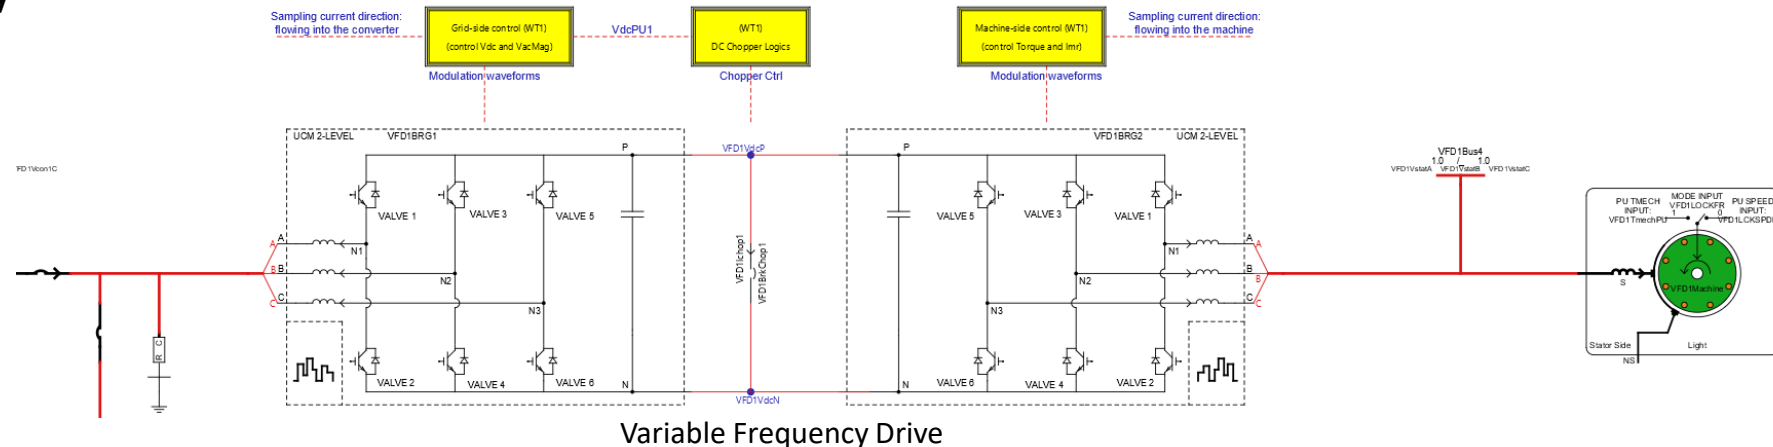 Sampling current direction:
flowing into the converter
Grid-side control (WT1)
(control Vdc and VacMag)
VdcPU1
(WT1)
DC Chopper Logics
Machine-side control (WT1)
(control Torque and Imr)
Sampling current direction:
flowing into the machine
Modulation waveforms
Chopper Ctrl
Modulation waveforms
UCM 2-LEVEL
VFD1BRG1
P
VFD1VdcP
P
VFD1BRG2
UCM 2-LEVEL
VALVE 1
VALVE 3
VALVE 5
VALVE 5
VALVE 3
VALVE 1
A
A
B
B
C
C
N1
N2
N3
VFD1Ichop1
VFD1BrkChop1
N1
N2
N3
A
A
B
B
C
C
R C
VALVE 2
VALVE 4
VALVE 6
N
VFD1VdcN
N
VALVE 6
VALVE 4
VALVE 2
VFD1Bus4
1.0 / 1.0
VFD1VstatA
VFD1VstatB
VFD1VstatC
PU TMECH
INPUT:
VFD1TmechPU
MODE INPUT
VFD1LOCKFR
1
0
PU SPEED
INPUT:
VFD1LCKSPD
S
VFD1Machine
Stator Side
Light
NS
Variable Frequency Drive